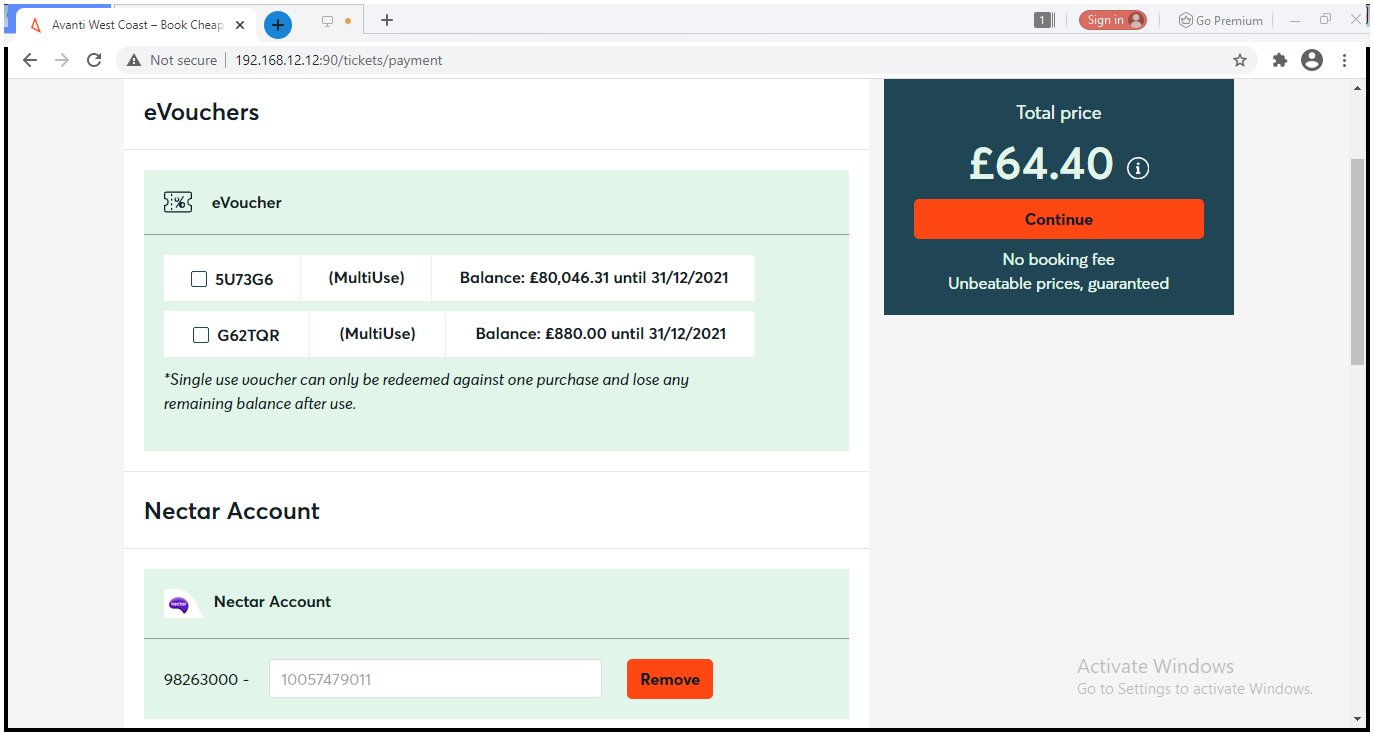 Avanti West Coast – Book Cheap
1
Sign in
Go Premium
Not secure
192.168.12.12:90/tickets/payment
eVouchers
eVoucher
5U73G6
(MultiUse)
Balance: £80,046.31 until 31/12/2021
G62TQR
(MultiUse)
Balance: £880.00 until 31/12/2021
*Single use voucher can only be redeemed against one purchase and lose any
remaining balance after use.
Nectar Account
nectar
Nectar Account
98263000 -
10057479011
Remove
Total price
£64.40
Continue
No booking fee
Unbeatable prices, guaranteed
Activate Windows
Go to Settings to activate Windows.